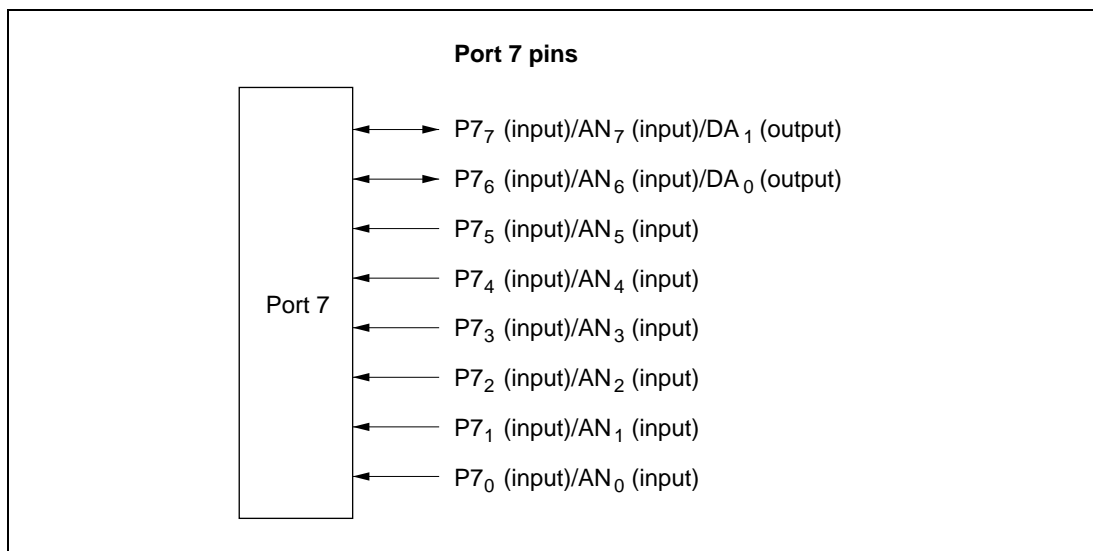 Port 7 pins
P7₇ (input)/AN₇ (input)/DA₁ (output)
P7₆ (input)/AN₆ (input)/DA₀ (output)
P7₅ (input)/AN₅ (input)
P7₄ (input)/AN₄ (input)
Port 7
P7₃ (input)/AN₃ (input)
P7₂ (input)/AN₂ (input)
P7₁ (input)/AN₁ (input)
P7₀ (input)/AN₀ (input)